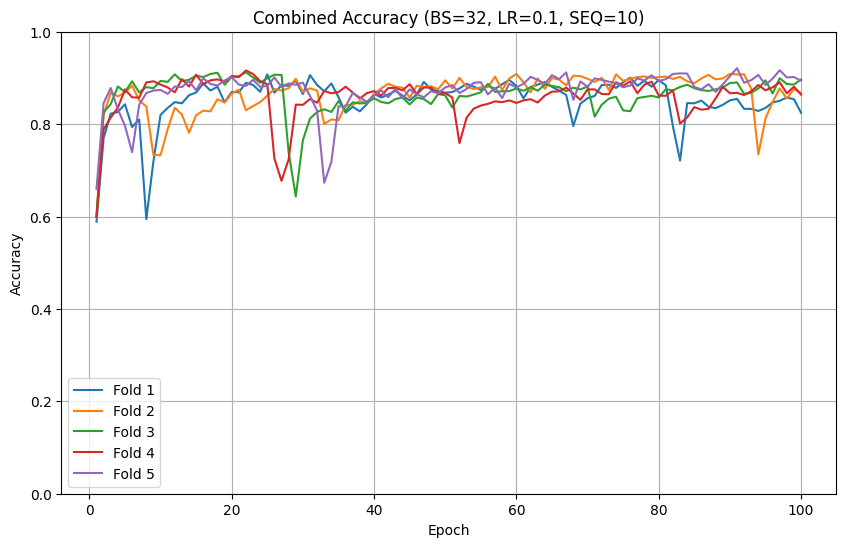 Combined Accuracy (BS=32, LR=0.1, SEQ=10)
1.0
0.8
0.6
0.4
0.2
0.0
Accuracy
Fold 1
Fold 2
Fold 3
Fold 4
Fold 5
0 20 40 60 80 100
Epoch